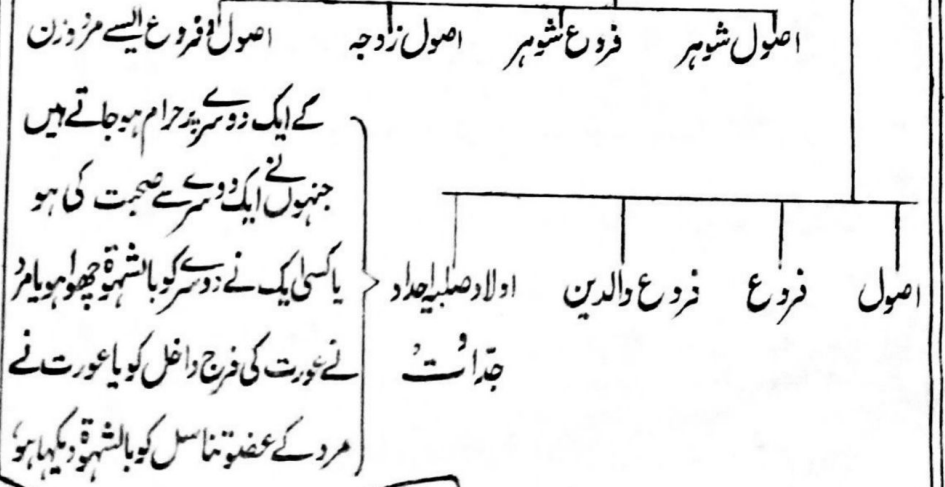 اصول شوہر فروع شوہر اصول زوجہ اصول و فروع ایسے مرد و زن
کے ایک دوسرے پر حرام ہو جاتے ہیں
جنہوں نے ایک دوسرے سے صحبت کی ہو
یا کسی ایک نے دوسرے کو بالشہوۃ چھوا ہو یا مرد
نے عورت کی فرج داخل کو یا عورت نے
مرد کے عضو تناسل کو بالشہوۃ دیکھا ہو
اصول فروع فروع والدین اولاد صلبیہ اجداد
و جدات